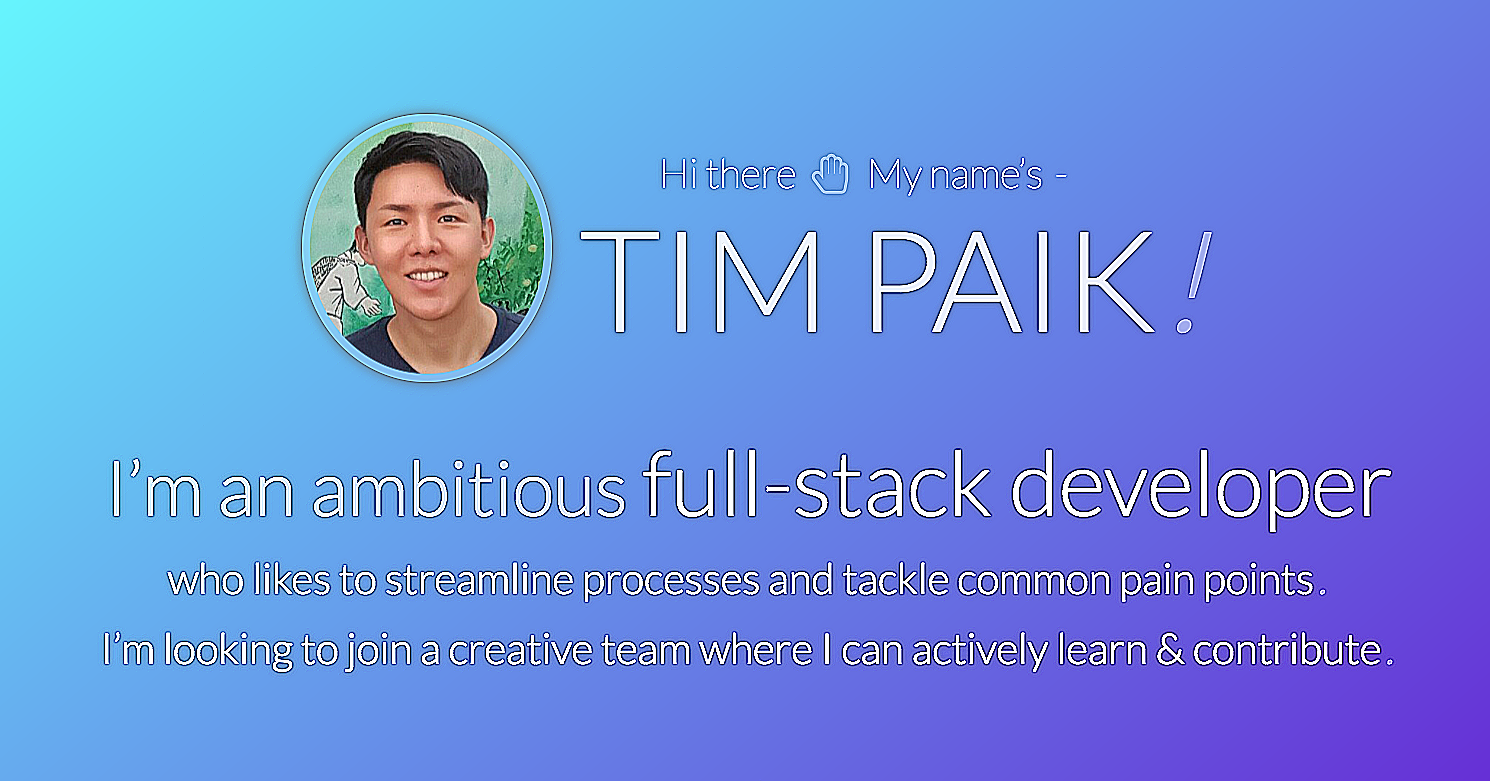 Hi there 🤚 My name’s -
TIM PAIK!
I’m an ambitious full-stack developer
who likes to streamline processes and tackle common pain points.
I’m looking to join a creative team where I can actively learn & contribute.